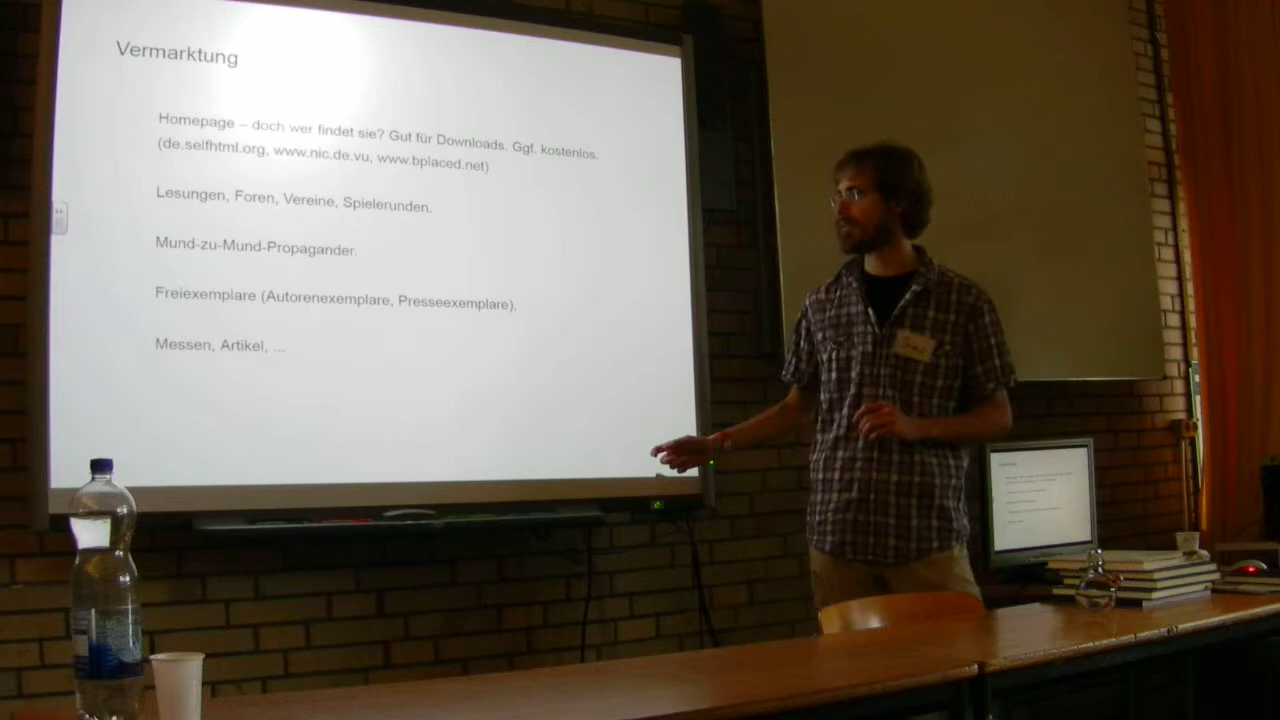 Vermarktung
Homepage – doch wer findet sie? Gut für Downloads. Ggf. kostenlos.
(de.selfhtml.org, www.nic.de.vu, www.bplaced.net)
Lesungen, Foren, Vereine, Spielerunden.
Mund-zu-Mund-Propagander.
Freiexemplare (Autorenexemplare, Presseexemplare).
Messen, Artikel, ...